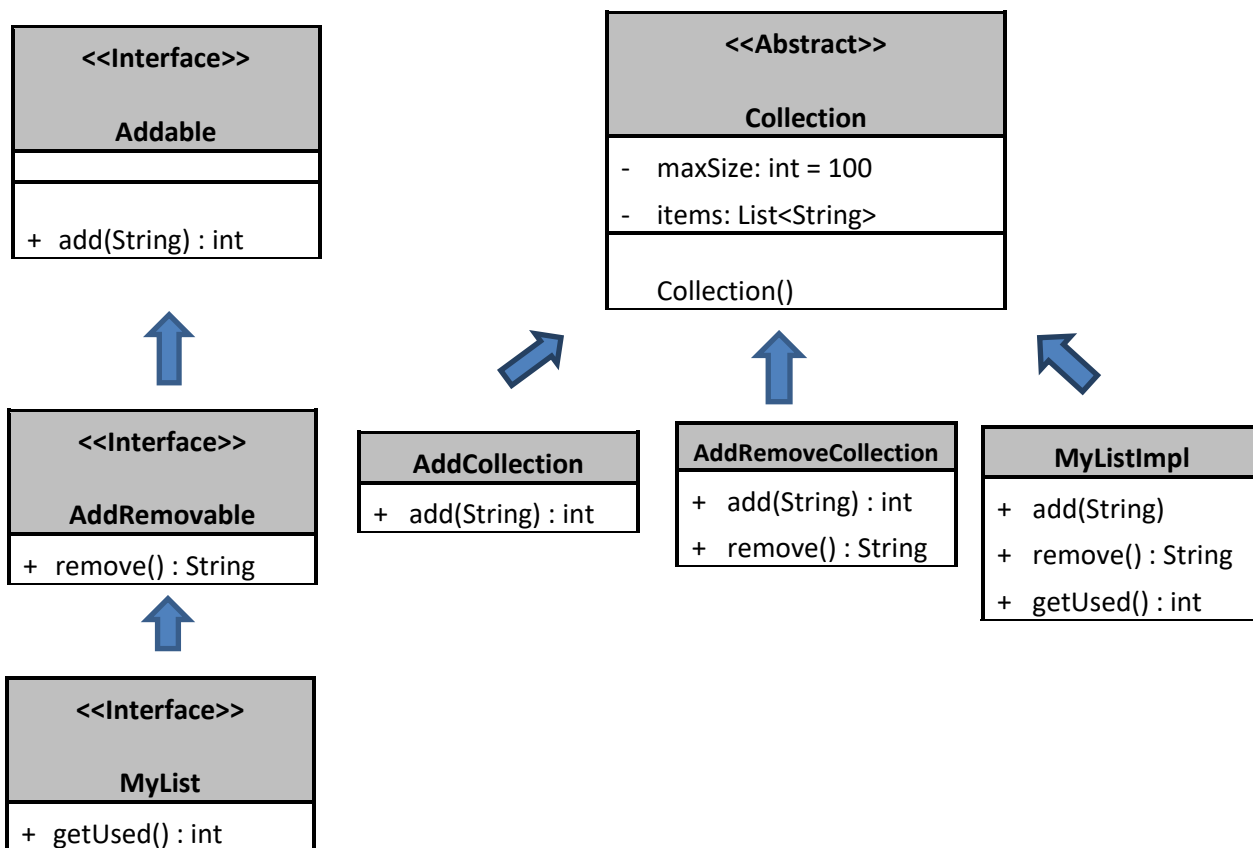 <<Interface>>
Addable
+ add(String) : int
<<Abstract>>
Collection
- maxSize: int = 100
- items: List<String>
Collection()
<<Interface>>
AddRemovable
+ remove() : String
AddCollection
+ add(String) : int
AddRemoveCollection
+ add(String) : int
+ remove() : String
MyListImpl
+ add(String)
+ remove() : String
+ getUsed() : int
<<Interface>>
MyList
+ getUsed() : int